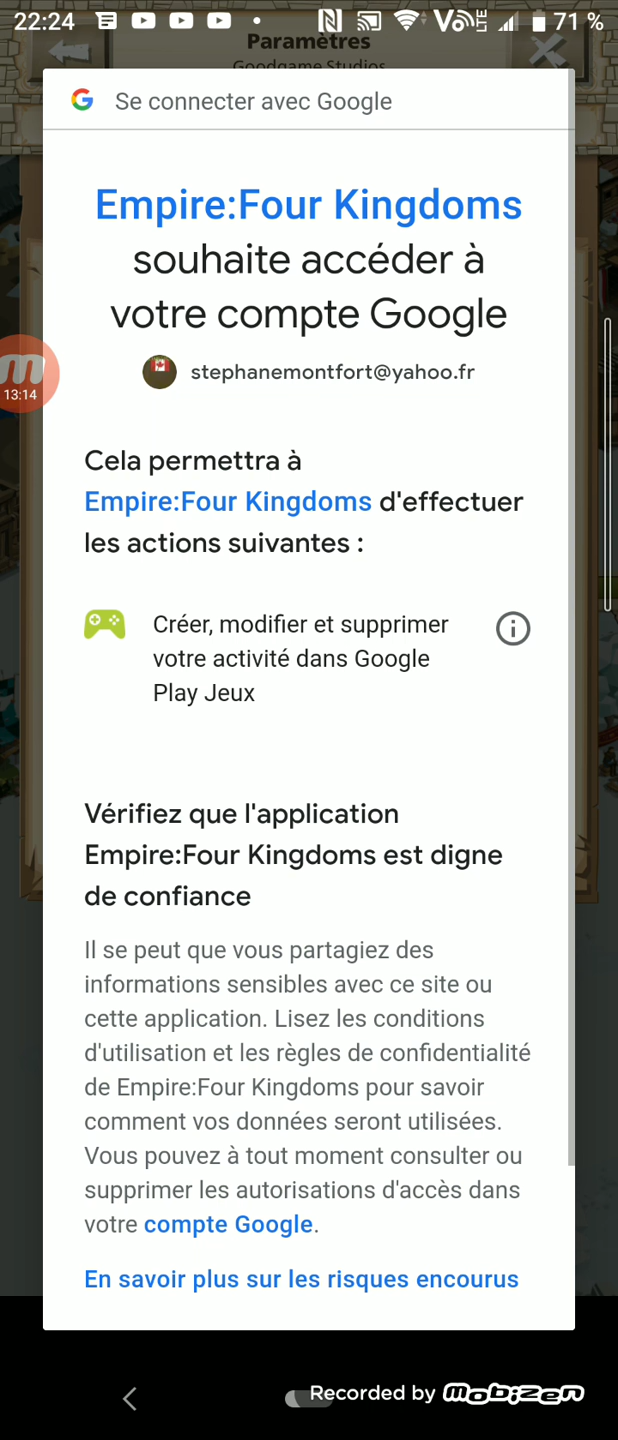 22:24
71 %
Paramètres
Goodgame Studios
Se connecter avec Google
Empire:Four Kingdoms
souhaite accéder à
votre compte Google
stephanemontfort@yahoo.fr
13:14
Cela permettra à
Empire:Four Kingdoms d'effectuer
les actions suivantes :
Créer, modifier et supprimer
votre activité dans Google
Play Jeux
Vérifiez que l'application
Empire:Four Kingdoms est digne
de confiance
Il se peut que vous partagiez des
informations sensibles avec ce site ou
cette application. Lisez les conditions
d'utilisation et les règles de confidentialité
de Empire:Four Kingdoms pour savoir
comment vos données seront utilisées.
Vous pouvez à tout moment consulter ou
supprimer les autorisations d'accès dans
votre compte Google.
En savoir plus sur les risques encourus
Recorded by mobizen